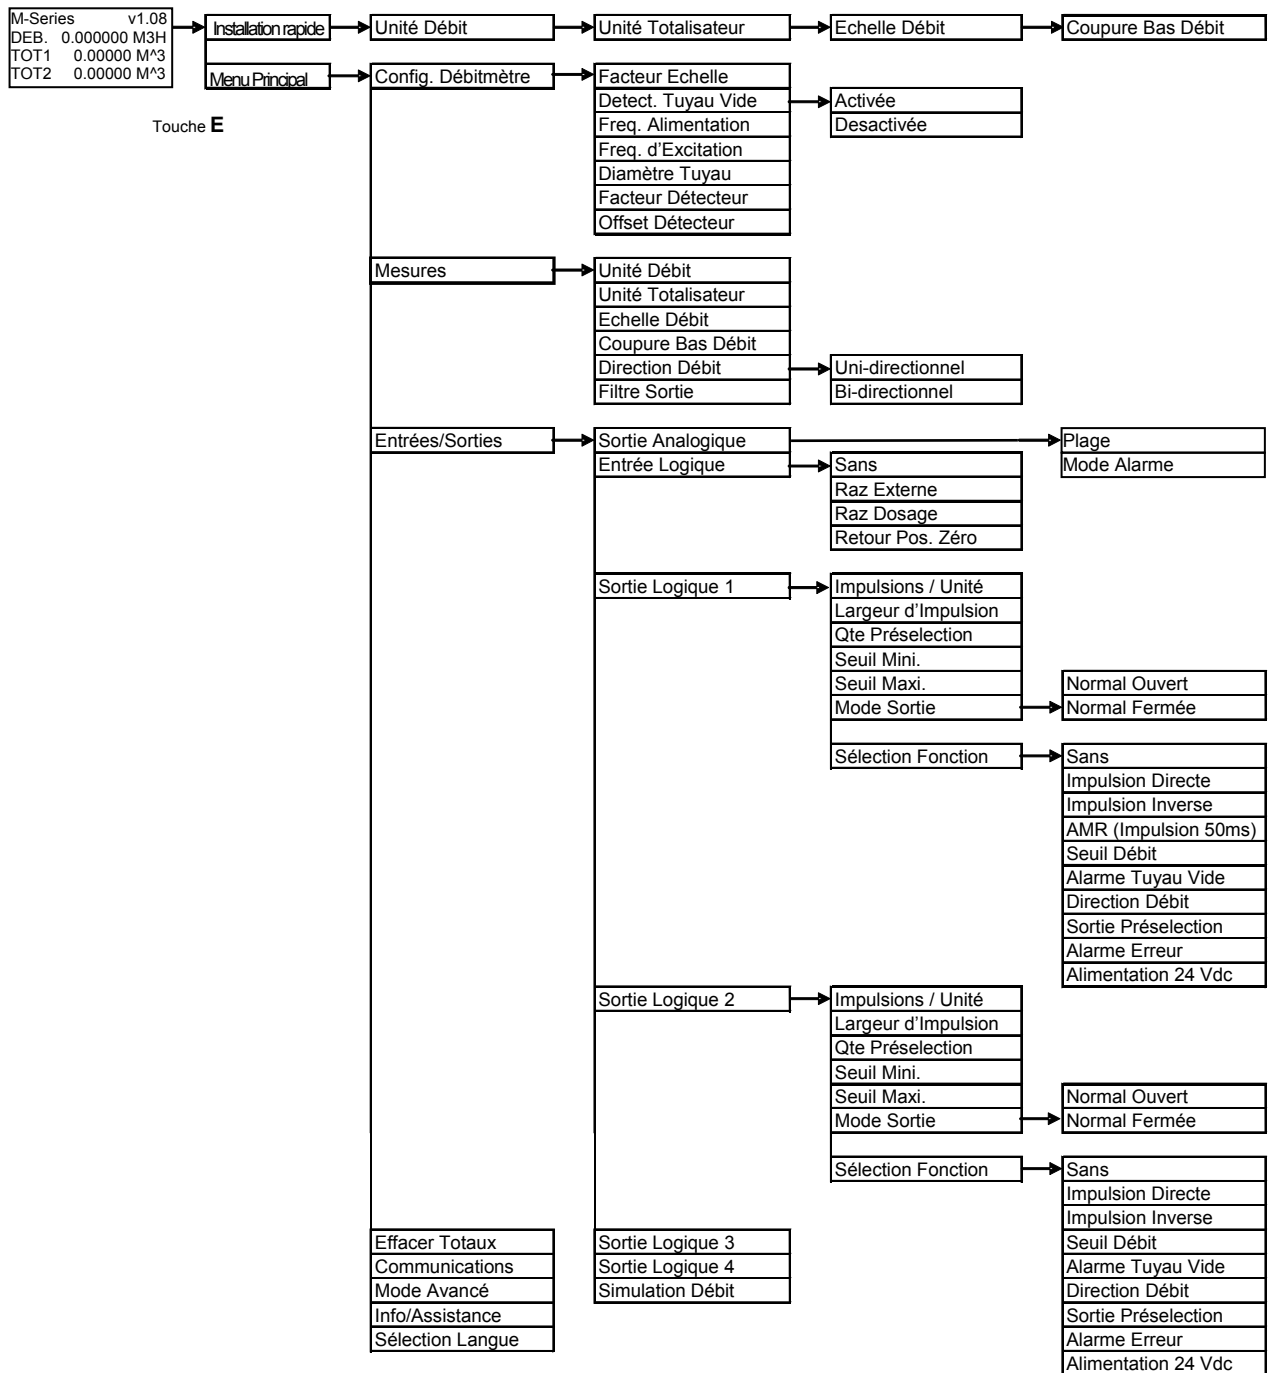 M-Series v1.08
DEB. 0.000000 M3H
TOT1 0.00000 M^3
TOT2 0.00000 M^3
Touche E
Installation rapide
Unité Débit
Unité Totalisateur
Echelle Débit
Coupure Bas Débit
Menu Principal
Config. Débitmètre
Facteur Echelle
Detect. Tuyau Vide
Freq. Alimentation
Freq. d'Excitation
Diamètre Tuyau
Facteur Détecteur
Offset Détecteur
Activée
Desactivée
Mesures
Unité Débit
Unité Totalisateur
Echelle Débit
Coupure Bas Débit
Direction Débit
Filtre Sortie
Uni-directionnel
Bi-directionnel
Entrées/Sorties
Sortie Analogique
Entrée Logique
Plage
Mode Alarme
Sans
Raz Externe
Raz Dosage
Retour Pos. Zéro
Sortie Logique 1
Impulsions / Unité
Largeur d'Impulsion
Qte Préselection
Seuil Mini.
Seuil Maxi.
Mode Sortie
Normal Ouvert
Normal Fermée
Sélection Fonction
Sans
Impulsion Directe
Impulsion Inverse
AMR (Impulsion 50ms)
Seuil Débit
Alarme Tuyau Vide
Direction Débit
Sortie Préselection
Alarme Erreur
Alimentation 24 Vdc
Sortie Logique 2
Impulsions / Unité
Largeur d'Impulsion
Qte Préselection
Seuil Mini.
Seuil Maxi.
Mode Sortie
Normal Ouvert
Normal Fermée
Sélection Fonction
Sans
Impulsion Directe
Impulsion Inverse
Seuil Débit
Alarme Tuyau Vide
Direction Débit
Sortie Préselection
Alarme Erreur
Alimentation 24 Vdc
Sortie Logique 3
Sortie Logique 4
Simulation Débit
Effacer Totaux
Communications
Mode Avancé
Info/Assistance
Sélection Langue